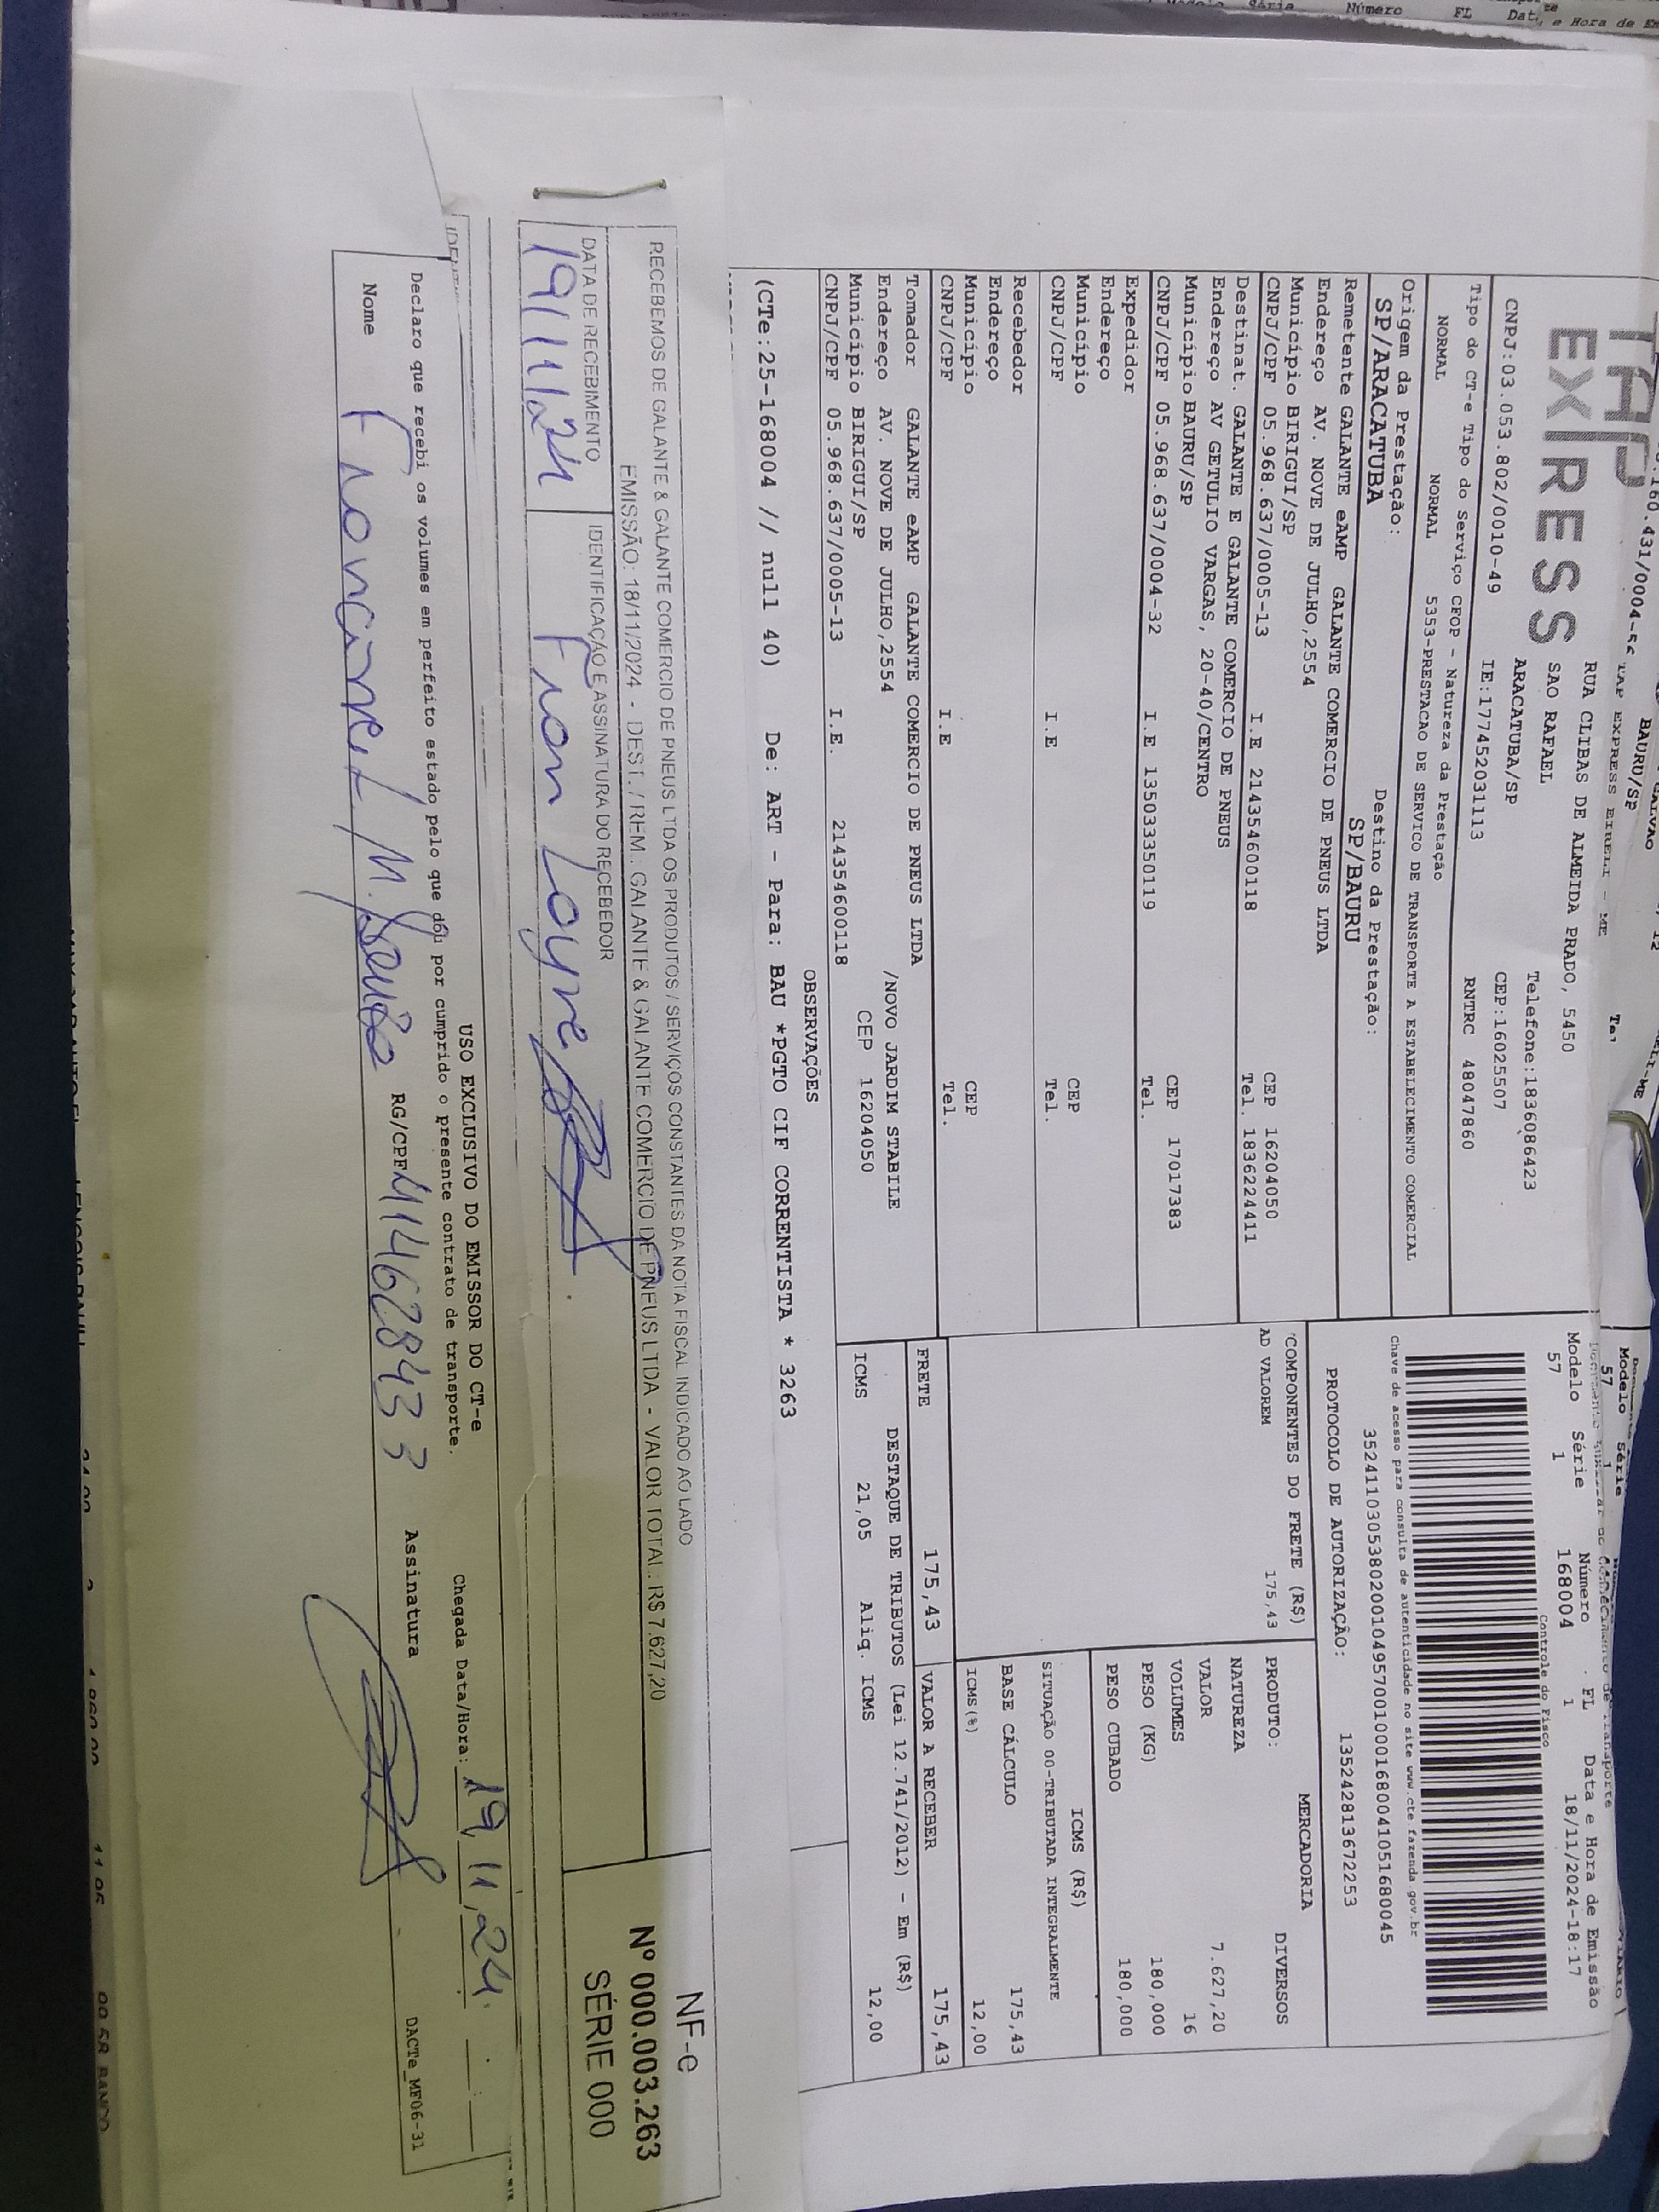 TAP
EXPRESS
RUA CLIBAS DE ALMEIDA PRADO, 5450
SAO RAFAEL
ARACATUBA/SP
Telefone:1836086423
CEP:16025507
CNPJ:03.053.802/0010-49 IE:177452031113 RNTRC 48047860
Modelo Série Número FL Data e Hora de Emissão
57 1 168004 1 18/11/2024-18:17
Controle do Fisco
Tipo do CT-e Tipo do Serviço CFOP - Natureza da Prestação
NORMAL NORMAL 5353-PRESTACAO DE SERVICO DE TRANSPORTE A ESTABELECIMENTO COMERCIAL
Chave de acesso para consulta de autenticidade no site www.cte fazenda gov.br
35241103053802001049570010001680041051680045
PROTOCOLO DE AUTORIZAÇÃO: 135242813672253
Origem da Prestação: Destino da Prestação:
SP/ARACATUBA SP/BAURU
Remetente GALANTE eAMP GALANTE COMERCIO DE PNEUS LTDA
Endereço AV. NOVE DE JULHO,2554
Município BIRIGUI/SP CEP 16204050
CNPJ/CPF 05.968.637/0005-13 I.E 214354600118 Tel. 1836224411
Destinat. GALANTE E GALANTE COMERCIO DE PNEUS
Endereço AV GETULIO VARGAS, 20-40/CENTRO
Município BAURU/SP CEP 17017383
CNPJ/CPF 05.968.637/0004-32 I.E 135033350119 Tel.
Expedidor
Endereço
Município CEP
CNPJ/CPF I.E Tel.
Recebedor
Endereço
Município CEP
CNPJ/CPF I.E Tel.
Tomador GALANTE eAMP GALANTE COMERCIO DE PNEUS LTDA
Endereço AV. NOVE DE JULHO,2554 /NOVO JARDIM STABILE
Município BIRIGUI/SP CEP 16204050
CNPJ/CPF 05.968.637/0005-13 I.E. 214354600118
COMPONENTES DO FRETE (R$)
AD VALOREM 175,43
MERCADORIA
PRODUTO: DIVERSOS
NATUREZA
VALOR 7.627,20
VOLUMES 16
PESO (KG) 180,000
PESO CUBADO 180,000
ICMS (R$)
SITUAÇÃO 00-TRIBUTADA INTEGRALMENTE
BASE CÁLCULO 175,43
ICMS(%) 12,00
FRETE 175,43 VALOR A RECEBER 175,43
DESTAQUE DE TRIBUTOS (Lei 12.741/2012) - Em (R$)
ICMS 21,05 Aliq. ICMS 12,00
OBSERVAÇÕES
(CTe:25-168004 // null 40) De: ART - Para: BAU *PGTO CIF CORRENTISTA * 3263
RECEBEMOS DE GALANTE & GALANTE COMERCIO DE PNEUS LTDA OS PRODUTOS / SERVIÇOS CONSTANTES DA NOTA FISCAL INDICADO AO LADO
EMISSÃO: 18/11/2024 - DEST. / REM.: GALANTE & GALANTE COMERCIO DE PNEUS LTDA - VALOR TOTAL: R$ 7.627,20
DATA DE RECEBIMENTO IDENTIFICAÇÃO E ASSINATURA DO RECEBEDOR
19/11/24
NF-e
Nº 000.003.263
SÉRIE 000
USO EXCLUSIVO DO EMISSOR DO CT-e
Declaro que recebi os volumes em perfeito estado pelo que dou por cumprido o presente contrato de transporte.
Chegada Data/Hora: 19,11,24
Nome RG/CPF 411462843 3 Assinatura
DACTe_MF06-31